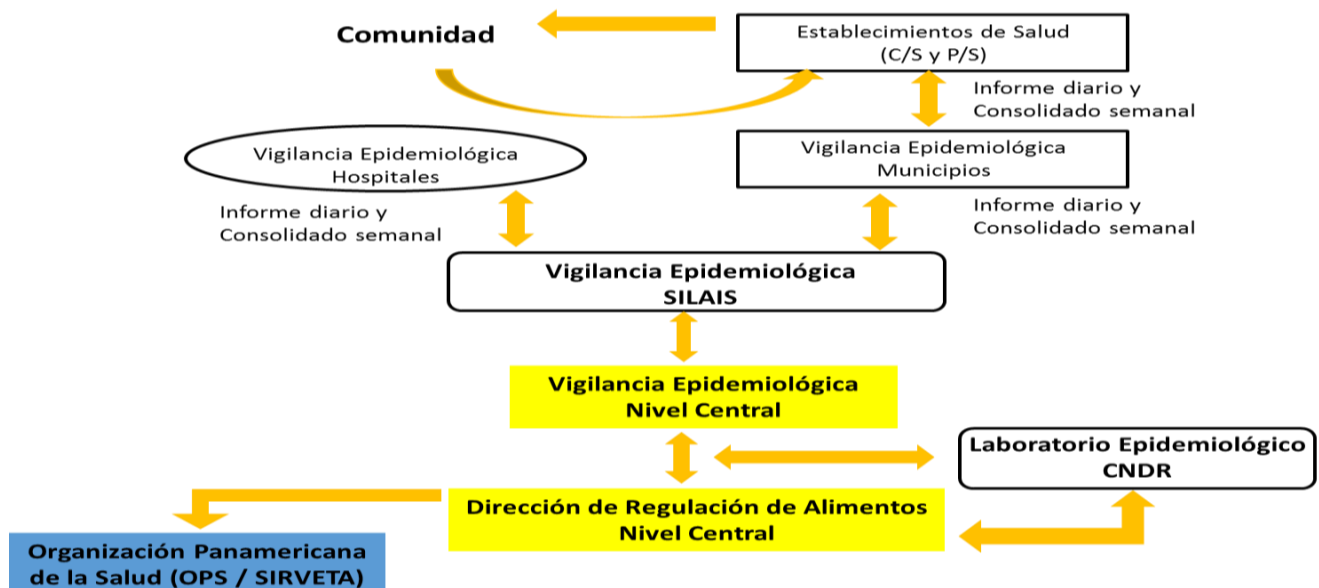 Comunidad
Establecimientos de Salud
(C/S y P/S)
Informe diario y
Consolidado semanal
Vigilancia Epidemiológica
Hospitales
Vigilancia Epidemiológica
Municipios
Informe diario y
Consolidado semanal
Informe diario y
Consolidado semanal
Vigilancia Epidemiológica
SILAIS
Vigilancia Epidemiológica
Nivel Central
Laboratorio Epidemiológico
CNDR
Dirección de Regulación de Alimentos
Nivel Central
Organización Panamericana
de la Salud (OPS / SIRVETA)